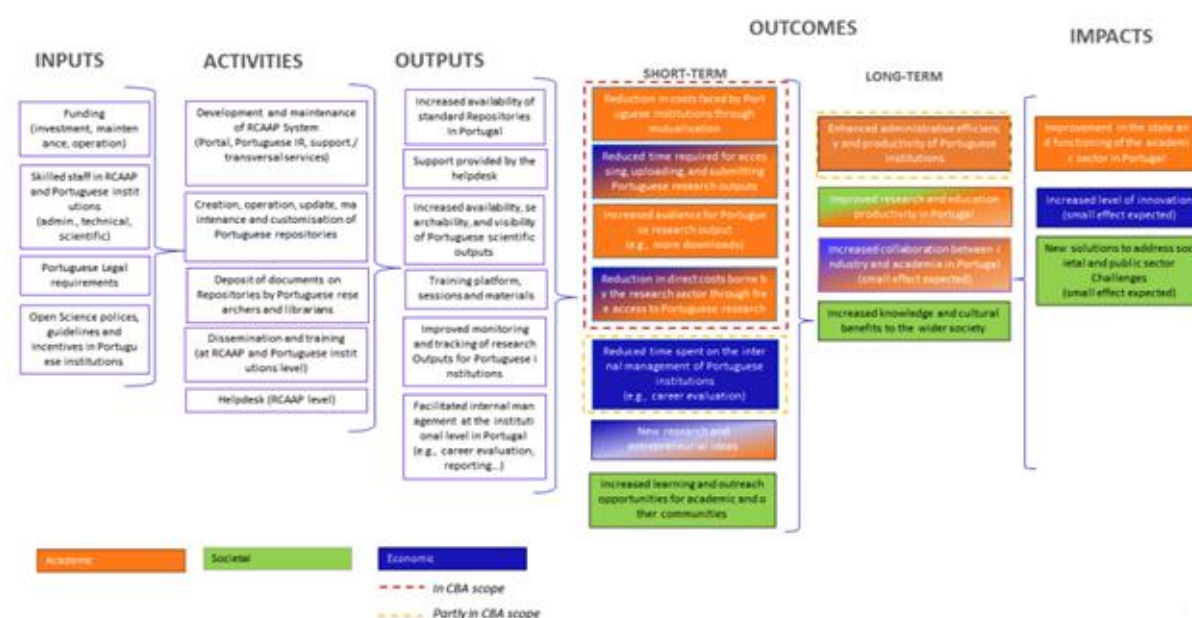 OUTCOMES
IMPACTS
INPUTS
ACTIVITIES
OUTPUTS
SHORT-TERM
LONG-TERM
Funding
(investment, mainten
ance, operation)
Skilled staff in RCAAP
and Portuguese Instit
utions
(admin., technical,
scientific)
Portuguese Legal
requirements
Open Science polices,
guidelines and
Incentives in Portugu
ese institutions
Development and maintenance
of RCAAP System
(Portal, Portuguese IR, support./
transversal services)
Creation, operation, update, ma
intenance and customisation of
Portuguese repositories
Deposit of documents on
Repositories by Portuguese rese
archers and librarians
Dissemination and training
(at RCAAP and Portuguese instit
utions level)
Helpdesk (RCAAP level)
Increased availability of
standard Repositories
in Portugal
Support provided by the
helpdesk
Increased availability, se
archability, and visibility
of Portuguese scientific
outputs
Training platform,
sessions and materials
Improved monitoring
and tracking of research
Outputs for Portuguese i
nstitutions
Facilitated internal man
agement at the instituti
onal level in Portugal
(e.g., career evaluation,
reporting...)
Reduction in costs faced by Port
uguese institutions through
mutualisation
Reduced time required for acces
sing, uploading, and submitting
Portuguese research outputs
Increased audience for Portugue
se research output
(e.g., more downloads)
Reduction in direct costs borne b
y the research sector through fre
e access to Portuguese research
Reduced time spent on the inter
nal management of Portuguese
institutions
(e.g., career evaluation)
New research and
entrepreneurial ideas
Increased learning and outreach
opportunities for academic and o
ther communities
Enhanced administrative efficienc
y and productivity of Portuguese
institutions
Improved research and education
productivity in Portugal
Increased collaboration between i
ndustry and academia in Portugal
(small effect expected)
Increased knowledge and cultural
benefits to the wider society
Improvement in the state an
d functioning of the academi
c sector in Portugal
Increased level of innovation
(small effect expected)
New solutions to address soc
ietal and public sector
Challenges
(small effect expected)
Academic
Societal
Economic
In CBA scope
Partly in CBA scope